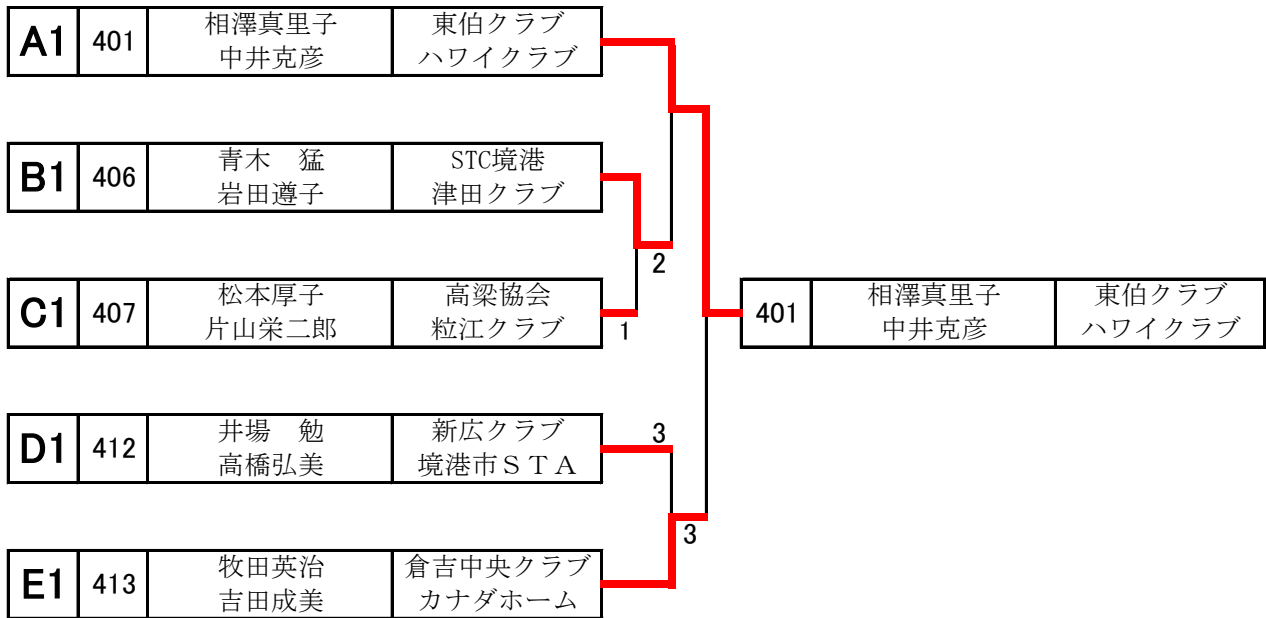 A1 401 相澤真里子 東伯クラブ
中井克彦 ハワイクラブ
B1 406 青木　猛 STC境港
岩田遵子 津田クラブ
2
C1 407 松本厚子 高梁協会
片山栄二郎 粒江クラブ
1
401 相澤真里子 東伯クラブ
中井克彦 ハワイクラブ
D1 412 井場　勉 新広クラブ
高橋弘美 境港市ＳＴＡ
3
3
E1 413 牧田英治 倉吉中央クラブ
吉田成美 カナダホーム